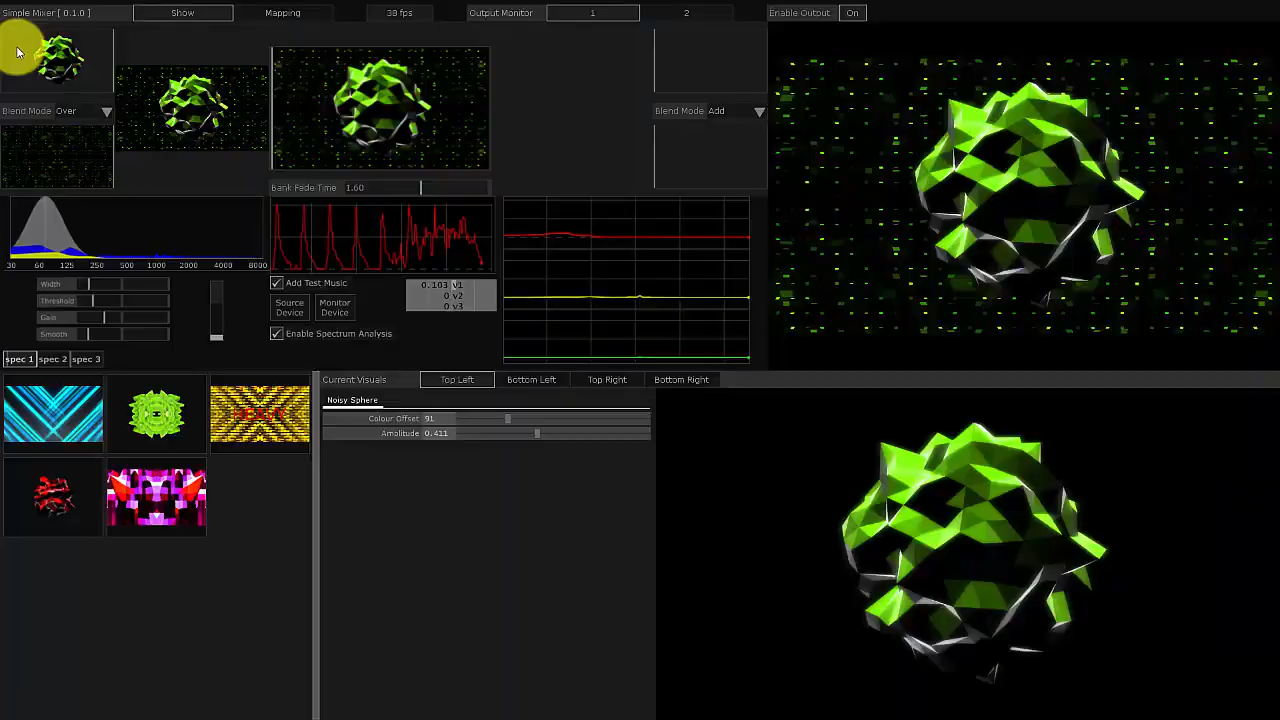 Simple Mixer [ 0.1.0 ] Show Mapping 38 fps Output Monitor 1 2 Enable Output On
Blend Mode Over Blend Mode Add
Bank Fade Time 1.60
30 60 125 250 500 1000 2000 4000 8000
Width
Threshold
Gain
Smooth
Add Test Music
Source Device
Monitor Device
0.103 v1
0 v2
0 v3
Enable Spectrum Analysis
spec 1 spec 2 spec 3
HEAVY
Current Visuals Top Left Bottom Left Top Right Bottom Right
Noisy Sphere
Colour Offset 91
Amplitude 0.411